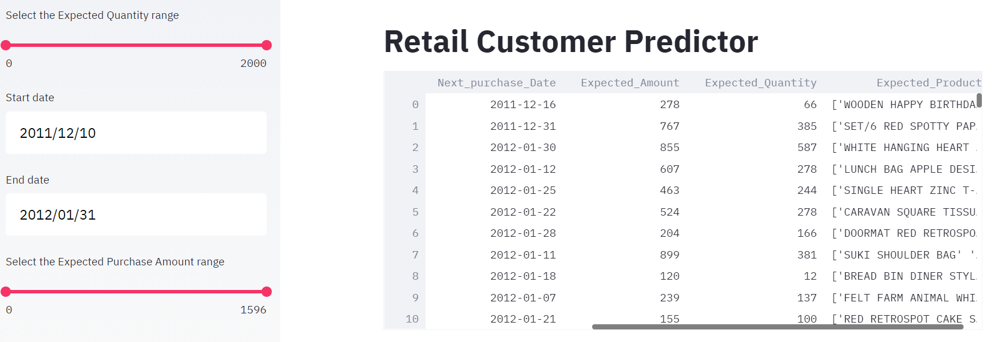 Select the Expected Quantity range
0 2000
Start date
2011/12/10
End date
2012/01/31
Select the Expected Purchase Amount range
0 1596
Retail Customer Predictor
Next_purchase_Date Expected_Amount Expected_Quantity Expected_Product
0 2011-12-16 278 66 ['WOODEN HAPPY BIRTHDA
1 2011-12-31 767 385 ['SET/6 RED SPOTTY PAP.
2 2012-01-30 855 587 ['WHITE HANGING HEART .
3 2012-01-12 607 278 ['LUNCH BAG APPLE DESI.
4 2012-01-25 463 244 ['SINGLE HEART ZINC T-.
5 2012-01-22 524 278 ['CARAVAN SQUARE TISSU.
6 2012-01-28 204 166 ['DOORMAT RED RETROSPO.
7 2012-01-11 899 381 ['SUKI SHOULDER BAG' '.
8 2012-01-18 120 12 ['BREAD BIN DINER STYL.
9 2012-01-07 239 137 ['FELT FARM ANIMAL WHI.
10 2012-01-21 155 100 ['RED RETROSPOT CAKE S.